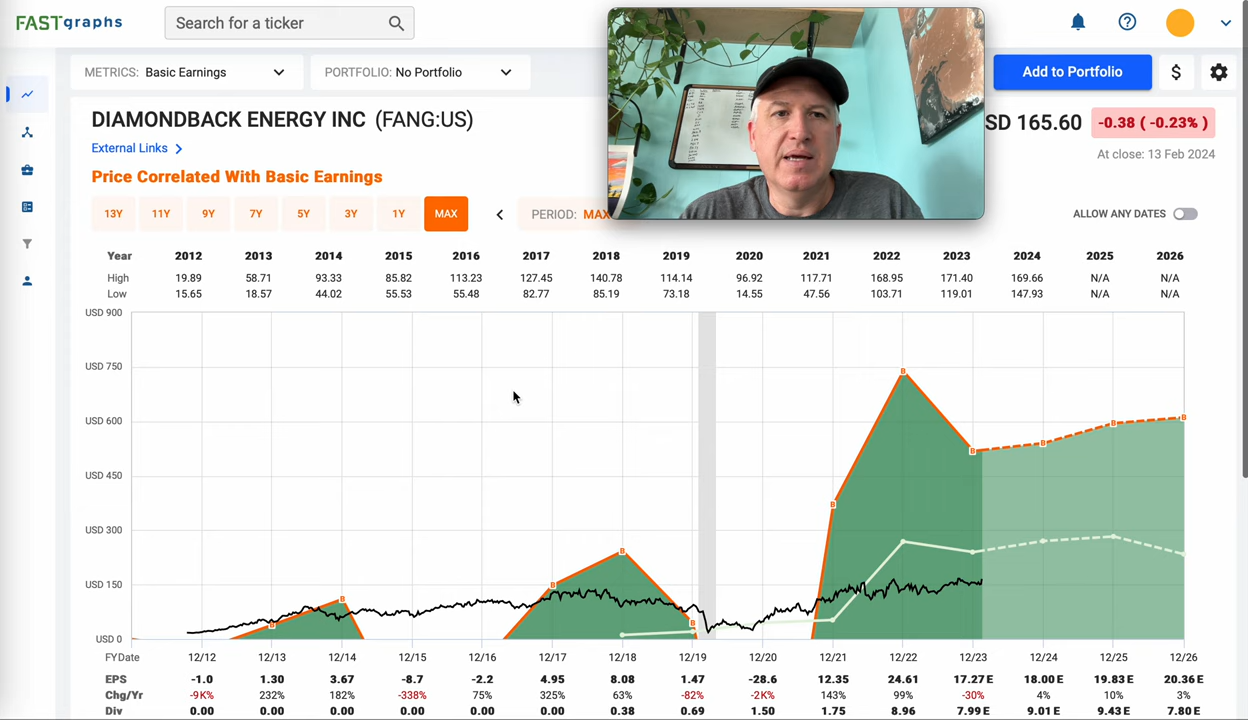 FAST graphs
Search for a ticker
METRICS: Basic Earnings
PORTFOLIO: No Portfolio
Add to Portfolio
$
DIAMONDBACK ENERGY INC (FANG:US)
SD 165.60
-0.38 ( -0.23% )
External Links
At close: 13 Feb 2024
Price Correlated With Basic Earnings
13Y 11Y 9Y 7Y 5Y 3Y 1Y MAX
PERIOD: MAX
ALLOW ANY DATES
Year 2012 2013 2014 2015 2016 2017 2018 2019 2020 2021 2022 2023 2024 2025 2026
High 19.89 58.71 93.33 85.82 113.23 127.45 140.78 114.14 96.92 117.71 168.95 171.40 169.66 N/A N/A
Low 15.65 18.57 44.02 55.53 55.48 82.77 85.19 73.18 14.55 47.56 103.71 119.01 147.93 N/A N/A
USD 900
USD 750
USD 600
USD 450
USD 300
USD 150
USD 0
FYDate 12/12 12/13 12/14 12/15 12/16 12/17 12/18 12/19 12/20 12/21 12/22 12/23 12/24 12/25 12/26
EPS -1.0 1.30 3.67 -8.7 -2.2 4.95 8.08 1.47 -28.6 12.35 24.61 17.27 E 18.00 E 19.83 E 20.36 E
Chg/Yr -9K% 232% 182% -338% 75% 325% 63% -82% -2K% 143% 99% -30% 4% 10% 3%
Div 0.00 0.00 0.00 0.00 0.00 0.00 0.38 0.69 1.50 1.75 8.96 7.99 E 9.01 E 9.43 E 7.80 E